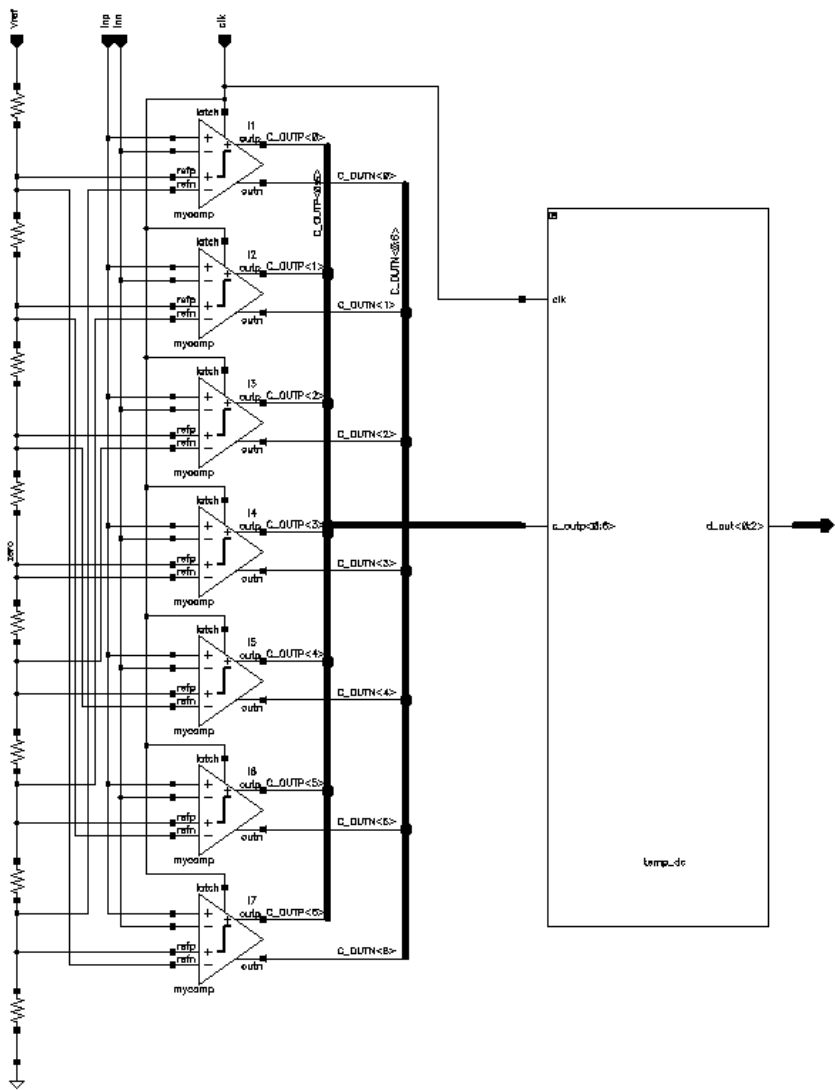 Vref
Inp
Inn
clk
latch
I1
outp
C_OUTP<0>
refp
refn
outn
C_OUTN<0>
mycomp
C_OUTP<0:6>
C_OUTN<0:6>
latch
I2
outp
C_OUTP<1>
refp
refn
outn
C_OUTN<1>
mycomp
clk
latch
I3
outp
C_OUTP<2>
refp
refn
outn
C_OUTN<2>
mycomp
latch
I4
outp
C_OUTP<3>
refp
refn
outn
C_OUTN<3>
mycomp
zero
c_outp<0:6>
d_out<0:2>
latch
I5
outp
C_OUTP<4>
refp
refn
outn
C_OUTN<4>
mycomp
latch
I6
outp
C_OUTP<5>
refp
refn
outn
C_OUTN<5>
mycomp
temp_dc
latch
I7
outp
C_OUTP<6>
refp
refn
outn
C_OUTN<6>
mycomp